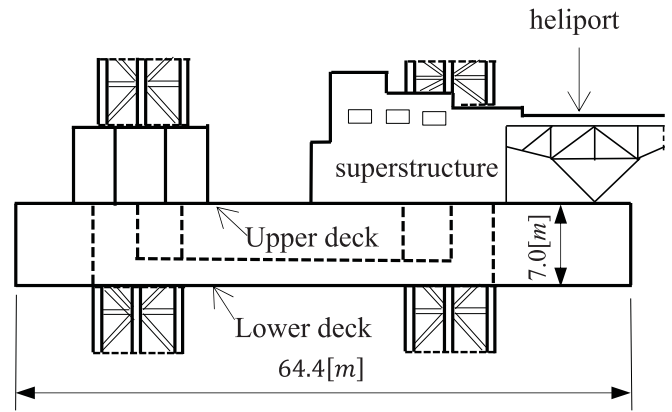 heliport
superstructure
Upper deck
7.0[m]
Lower deck
64.4[m]